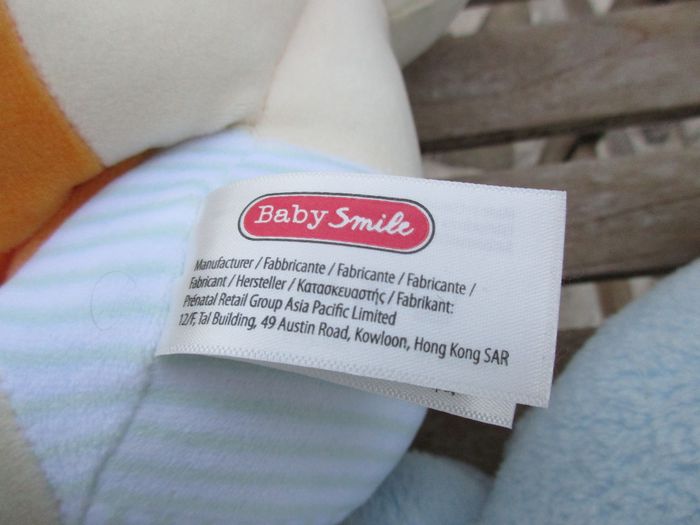 Baby Smile
Manufacturer / Fabbricante / Fabricante / Fabricante /
Fabricant / Hersteller / Κατασκευαστής / Fabrikant:
Prénatal Retail Group Asia Pacific Limited
12/F, Tal Building, 49 Austin Road, Kowloon, Hong Kong SAR